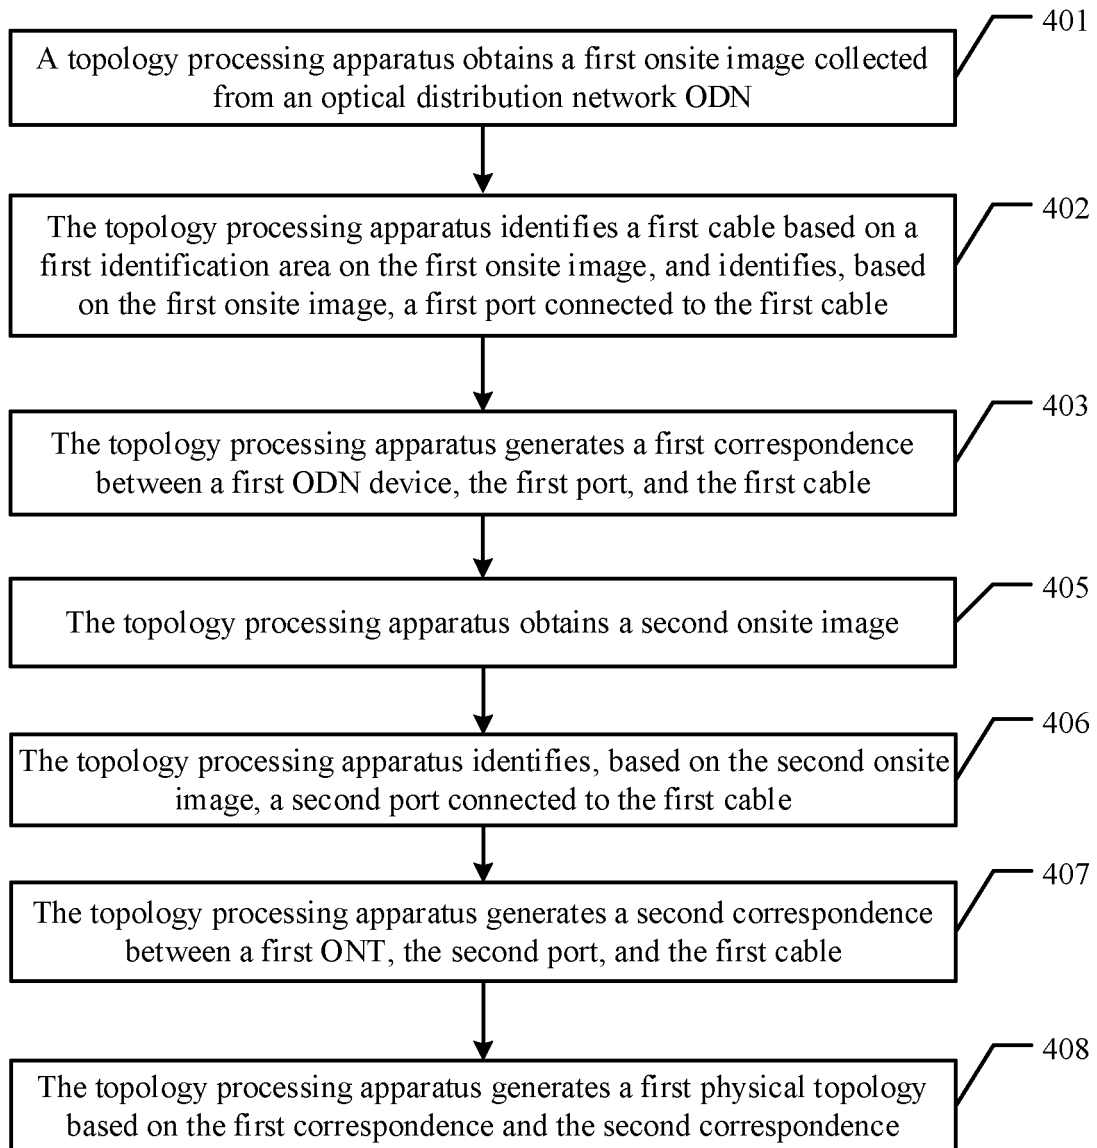 401
A topology processing apparatus obtains a first onsite image collected
from an optical distribution network ODN
402
The topology processing apparatus identifies a first cable based on a
first identification area on the first onsite image, and identifies, based
on the first onsite image, a first port connected to the first cable
403
The topology processing apparatus generates a first correspondence
between a first ODN device, the first port, and the first cable
405
The topology processing apparatus obtains a second onsite image
406
The topology processing apparatus identifies, based on the second onsite
image, a second port connected to the first cable
407
The topology processing apparatus generates a second correspondence
between a first ONT, the second port, and the first cable
408
The topology processing apparatus generates a first physical topology
based on the first correspondence and the second correspondence